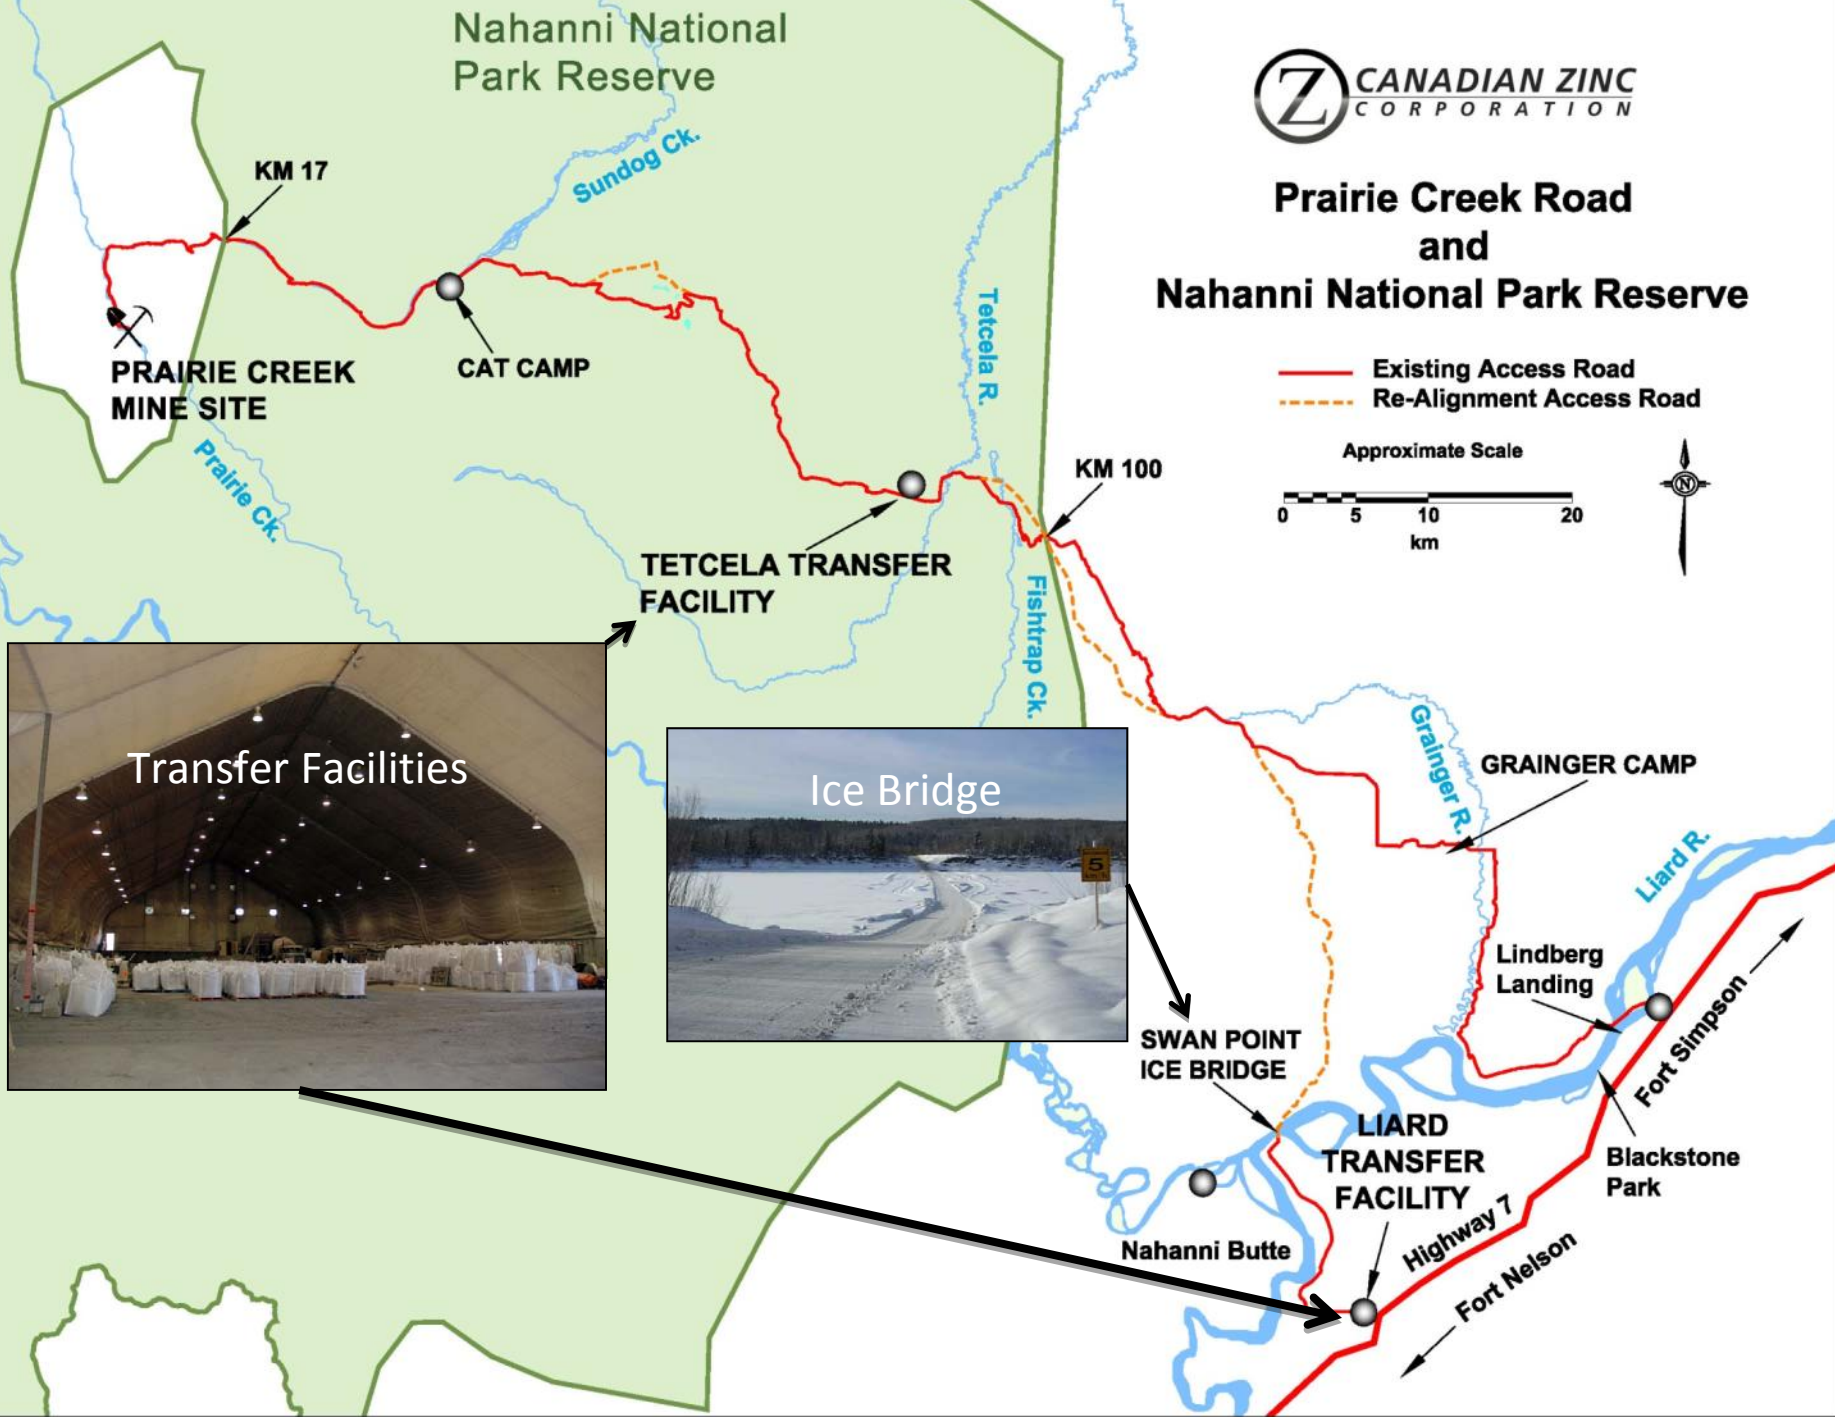 Nahanni National
Park Reserve
Z
CANADIAN ZINC
CORPORATION
Prairie Creek Road
and
Nahanni National Park Reserve
Existing Access Road
Re-Alignment Access Road
Approximate Scale
0 5 10 20
km
N
KM 17
Sundog Ck.
CAT CAMP
PRAIRIE CREEK
MINE SITE
Prairie Ck.
Tetcela R.
KM 100
TETCELA TRANSFER
FACILITY
Fishtrap Ck.
Transfer Facilities
Ice Bridge
5
Grainger R.
GRAINGER CAMP
Liard R.
Lindberg
Landing
Fort Simpson
SWAN POINT
ICE BRIDGE
LIARD
TRANSFER
FACILITY
Blackstone
Park
Nahanni Butte
Highway 7
Fort Nelson